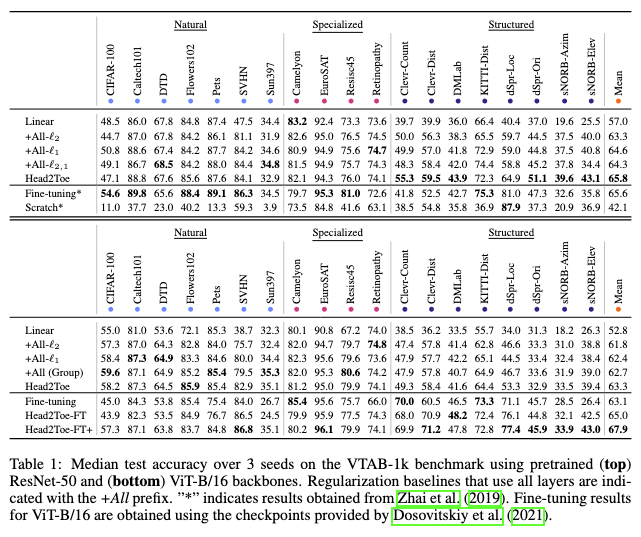 Natural Specialized Structured
CIFAR-100 Caltech101 DTD Flowers102 Pets SVHN Sun397 Camelyon EuroSAT Resisc45 Retinopathy Clevr-Count Clevr-Dist DMLab KITTI-Dist dSpr-Loc dSpr-Ori sNORB-Azim sNORB-Elev Mean
Linear 48.5 86.0 67.8 84.8 87.4 47.5 34.4 83.2 92.4 73.3 73.6 39.7 39.9 36.0 66.4 40.4 37.0 19.6 25.5 57.0
+All-ℓ2 44.7 87.0 67.8 84.2 86.1 81.1 31.9 82.6 95.0 76.5 74.5 50.0 56.3 38.3 65.5 59.7 44.5 37.5 40.0 63.3
+All-ℓ1 50.8 88.6 67.4 84.2 87.7 84.2 34.6 80.9 94.9 75.6 74.7 49.9 57.0 41.8 72.9 59.0 44.8 37.5 40.8 64.6
+All-ℓ2,1 49.1 86.7 68.5 84.2 88.0 84.4 34.8 81.5 94.9 75.7 74.3 48.3 58.4 42.0 74.4 58.8 45.2 37.8 34.4 64.3
Head2Toe 47.1 88.8 67.6 85.6 87.6 84.1 32.9 82.1 94.3 76.0 74.1 55.3 59.5 43.9 72.3 64.9 51.1 39.6 43.1 65.8
Fine-tuning* 54.6 89.8 65.6 88.4 89.1 86.3 34.5 79.7 95.3 81.0 72.6 41.8 52.5 42.7 75.3 81.0 47.3 32.6 35.8 65.6
Scratch* 11.0 37.7 23.0 40.2 13.3 59.3 3.9 73.5 84.8 41.6 63.1 38.5 54.8 35.8 36.9 87.9 37.3 20.9 36.9 42.1
Natural Specialized Structured
CIFAR-100 Caltech101 DTD Flowers102 Pets SVHN Sun397 Camelyon EuroSAT Resisc45 Retinopathy Clevr-Count Clevr-Dist DMLab KITTI-Dist dSpr-Loc dSpr-Ori sNORB-Azim sNORB-Elev Mean
Linear 55.0 81.0 53.6 72.1 85.3 38.7 32.3 80.1 90.8 67.2 74.0 38.5 36.2 33.5 55.7 34.0 31.3 18.2 26.3 52.8
+All-ℓ2 57.3 87.0 64.3 82.8 84.0 75.7 32.4 82.0 94.7 79.7 74.8 47.4 57.8 41.4 62.8 46.6 33.3 31.0 38.8 61.8
+All-ℓ1 58.4 87.3 64.9 83.3 84.6 80.0 34.4 82.3 95.6 79.6 73.6 47.9 57.7 42.2 65.1 44.5 33.4 32.4 38.4 62.4
+All (Group) 59.6 87.1 64.9 85.2 85.4 79.5 35.3 82.0 95.3 80.6 74.2 47.9 57.8 40.7 64.9 46.7 33.6 31.9 39.0 62.7
Head2Toe 58.2 87.3 64.5 85.9 85.4 82.9 35.1 81.2 95.0 79.9 74.1 49.3 58.4 41.6 64.4 53.3 32.9 33.5 39.4 63.3
Fine-tuning 45.0 84.3 53.8 85.4 75.4 84.0 26.7 85.4 95.6 75.7 66.0 70.0 60.5 46.5 73.3 71.1 45.7 28.5 26.4 63.1
Head2Toe-FT 43.9 82.3 53.5 84.9 76.7 86.5 24.5 79.9 95.9 77.5 74.3 68.0 70.9 48.2 72.4 76.1 44.8 32.1 42.5 65.0
Head2Toe-FT+ 57.3 87.1 63.8 83.7 84.8 86.8 35.1 80.2 96.1 79.9 74.1 69.0 71.2 47.5 72.8 77.4 45.9 33.9 43.0 67.9
Table 1: Median test accuracy over 3 seeds on the VTAB-1k benchmark using pretrained (top)
ResNet-50 and (bottom) ViT-B/16 backbones. Regularization baselines that use all layers are indi-
cated with the +All prefix. ”*” indicates results obtained from Zhai et al. (2019). Fine-tuning results
for ViT-B/16 are obtained using the checkpoints provided by Dosovitskiy et al. (2021).